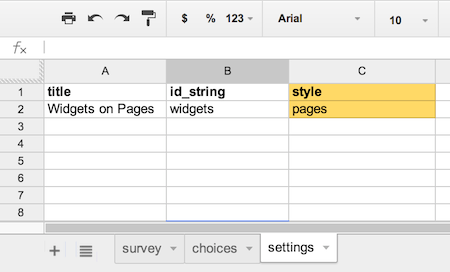 $ % 123 Arial 10
fx
A B C
1 title id_string style
2 Widgets on Pages widgets pages
3
4
5
6
7
8
+ survey choices settings